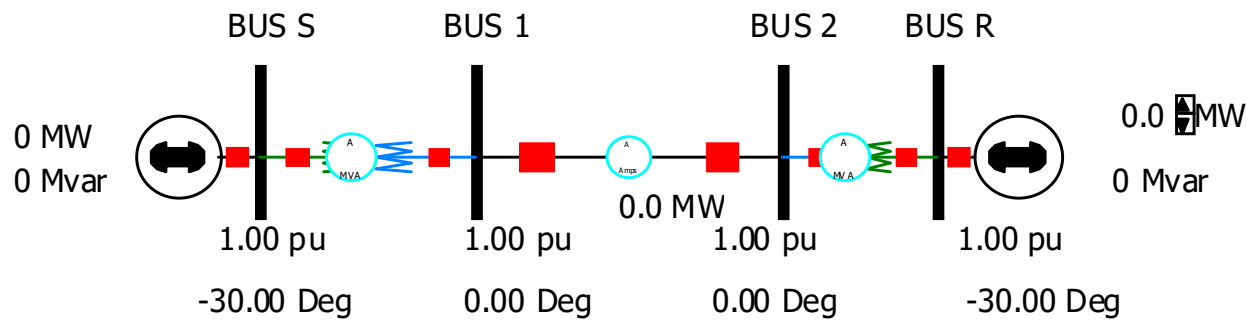 BUS S
BUS 1
BUS 2
BUS R
0 MW
0 Mvar
A
MVA
A
Amps
0.0 MW
A
MVA
0.0 MW
0 Mvar
1.00 pu
1.00 pu
1.00 pu
1.00 pu
-30.00 Deg
0.00 Deg
0.00 Deg
-30.00 Deg